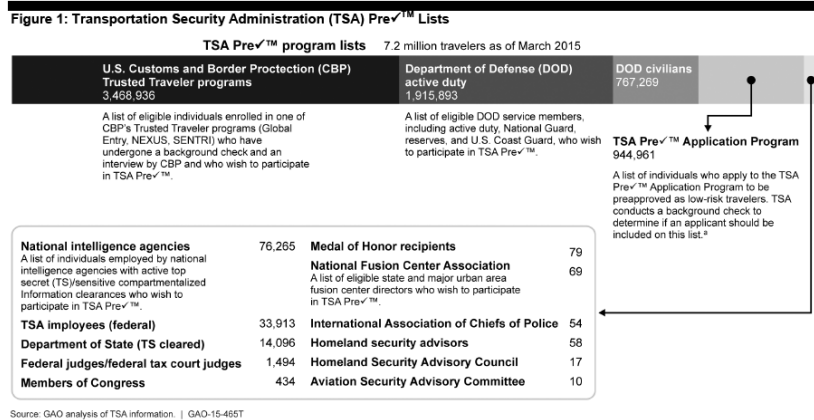 Figure 1: Transportation Security Administration (TSA) Pre✓™ Lists
TSA Pre✓™ program lists 7.2 million travelers as of March 2015
U.S. Customs and Border Proctection (CBP)
Trusted Traveler programs
3,468,936
Department of Defense (DOD)
active duty
1,915,893
DOD civilians
767,269
A list of eligible individuals enrolled in one of
CBP's Trusted Traveler programs (Global
Entry, NEXUS, SENTRI) who have
undergone a background check and an
interview by CBP and who wish to participate
in TSA Pre✓™.
A list of eligible DOD service members,
including active duty, National Guard,
reserves, and U.S. Coast Guard, who wish
to participate in TSA Pre✓™.
TSA Pre✓™ Application Program
944,961
A list of individuals who apply to the TSA
Pre✓™ Application Program to be
preapproved as low-risk travelers. TSA
conducts a background check to
determine if an applicant should be
included on this list.ª
National intelligence agencies 76,265
A list of individuals employed by national
intelligence agencies with active top
secret (TS)/sensitive compartmentalized
Information clearances who wish to
participate in TSA Pre✓™.
TSA imployees (federal) 33,913
Department of State (TS cleared) 14,096
Federal judges/federal tax court judges 1,494
Members of Congress 434
Medal of Honor recipients 79
National Fusion Center Association 69
A list of eligible state and major urban area
fusion center directors who wish to participate
in TSA Pre✓™.
International Association of Chiefs of Police 54
Homeland security advisors 58
Homeland Security Advisory Council 17
Aviation Security Advisory Committee 10
Source: GAO analysis of TSA information. | GAO-15-465T